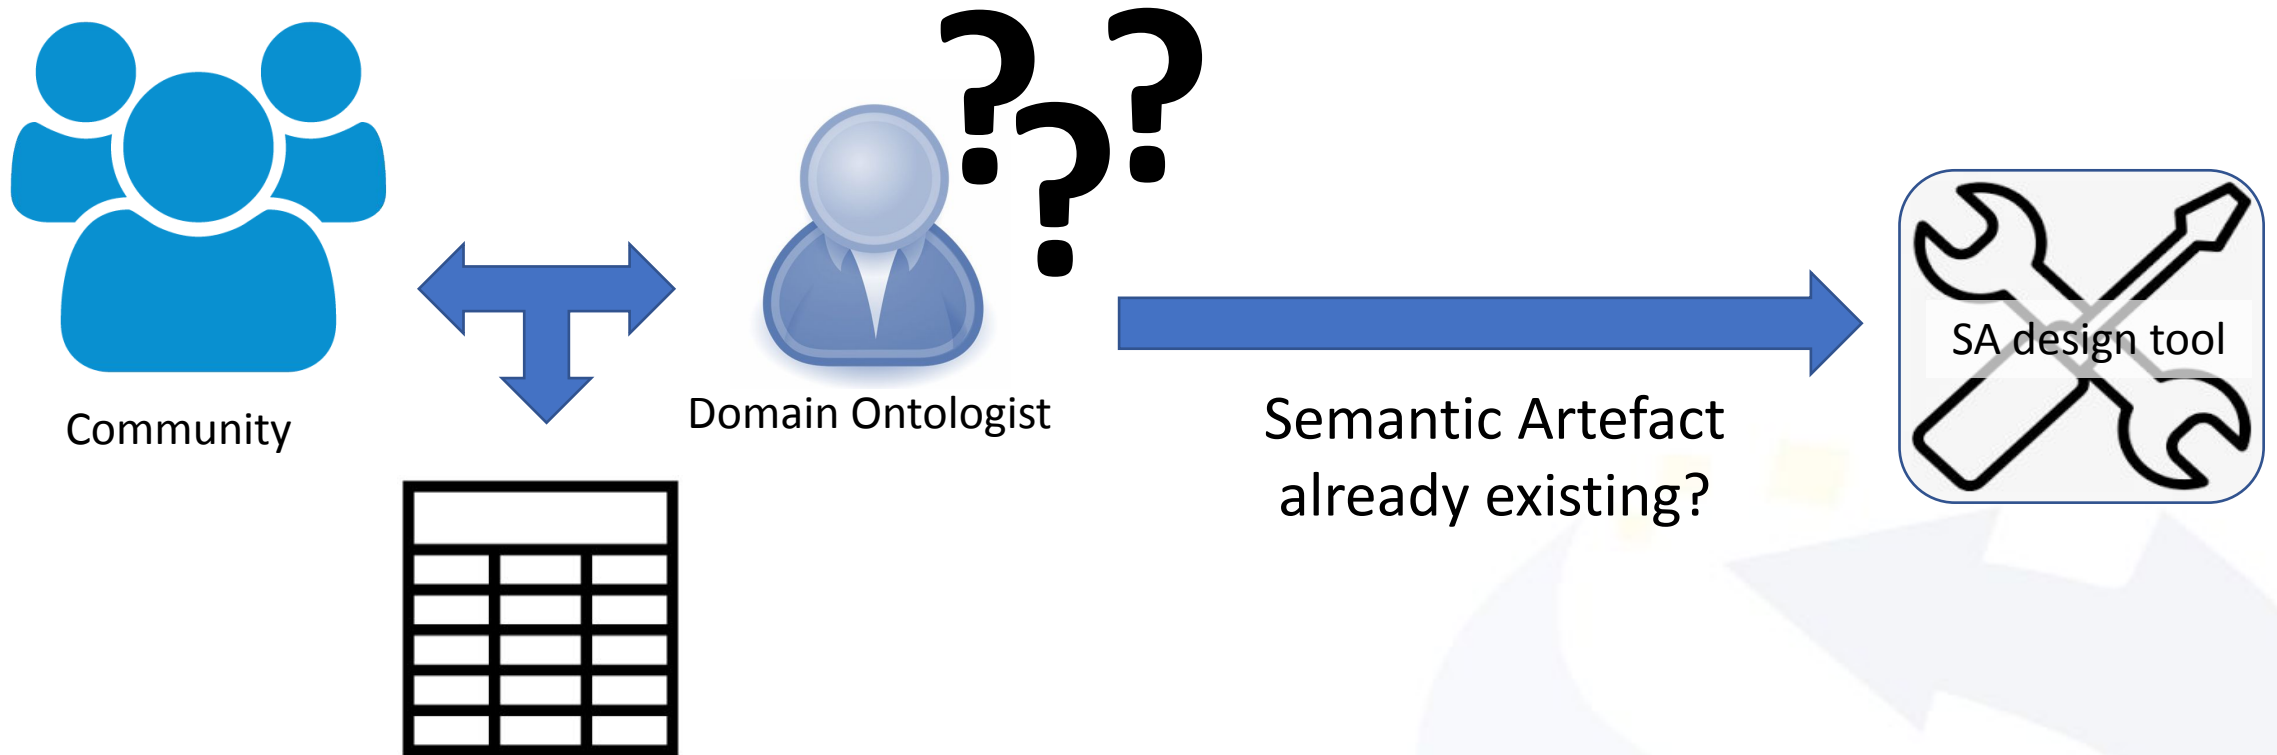 ???
Community
Domain Ontologist
Semantic Artefact
already existing?
SA design tool